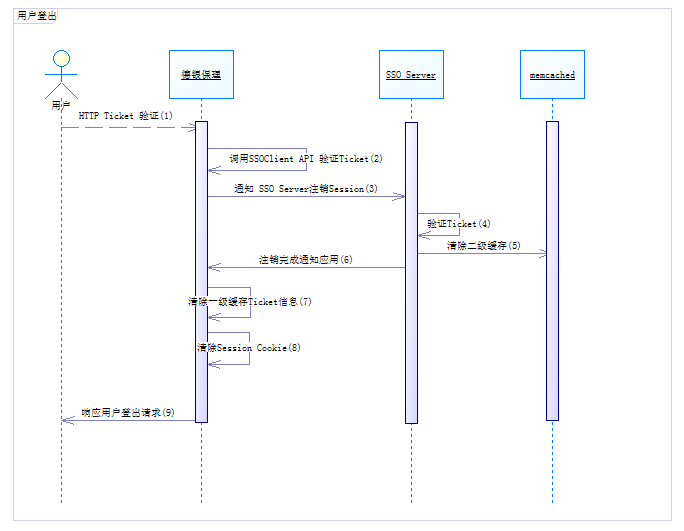 用户登出
德银保理
SSO Server
memcached
用户
HTTP Ticket 验证(1)
调用SSOClient API 验证Ticket(2)
通知 SSO Server注销Session(3)
验证Ticket(4)
清除二级缓存(5)
注销完成通知应用(6)
清除一级缓存Ticket信息(7)
清除Session Cookie(8)
响应用户登出请求(9)